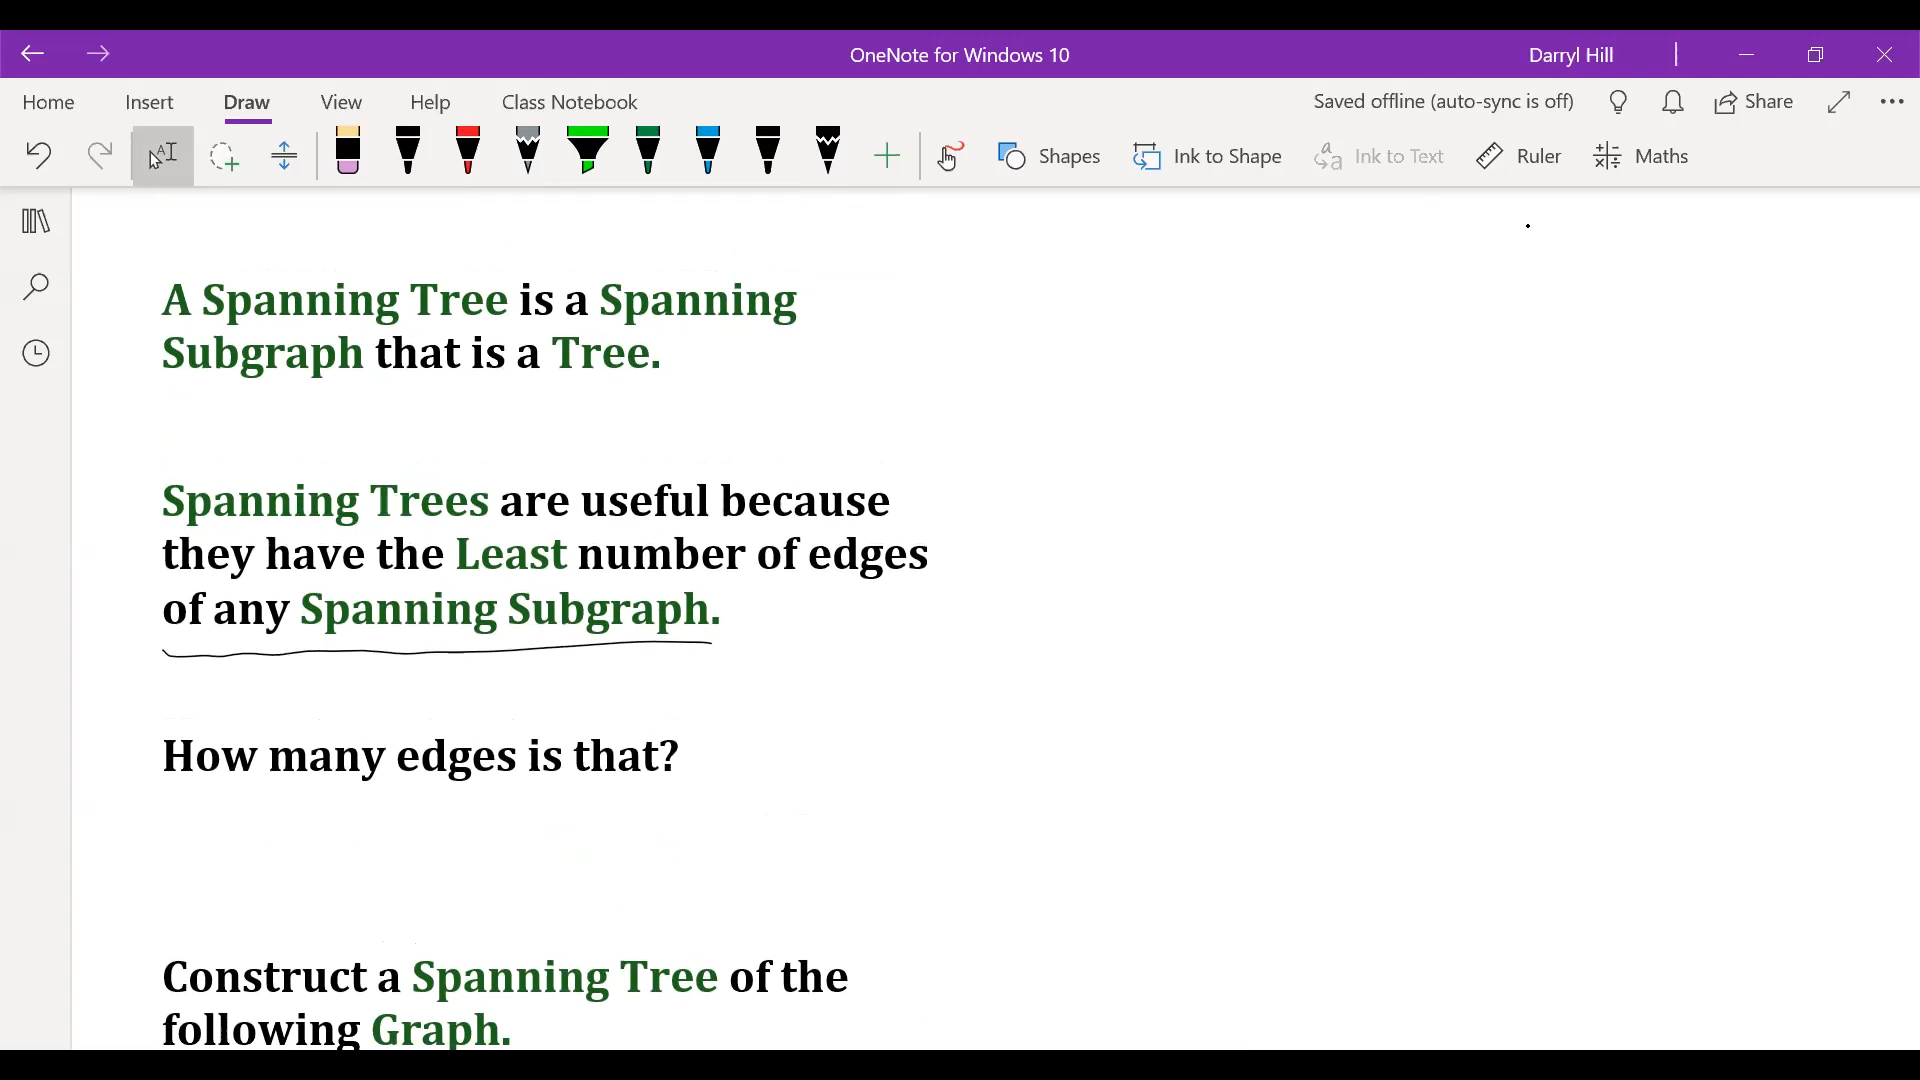 OneNote for Windows 10
Darryl Hill
Home Insert Draw View Help Class Notebook
Saved offline (auto-sync is off) Share
Shapes Ink to Shape Ink to Text Ruler Maths
A Spanning Tree is a Spanning
Subgraph that is a Tree.
Spanning Trees are useful because
they have the Least number of edges
of any Spanning Subgraph.
How many edges is that?
Construct a Spanning Tree of the
following Graph.